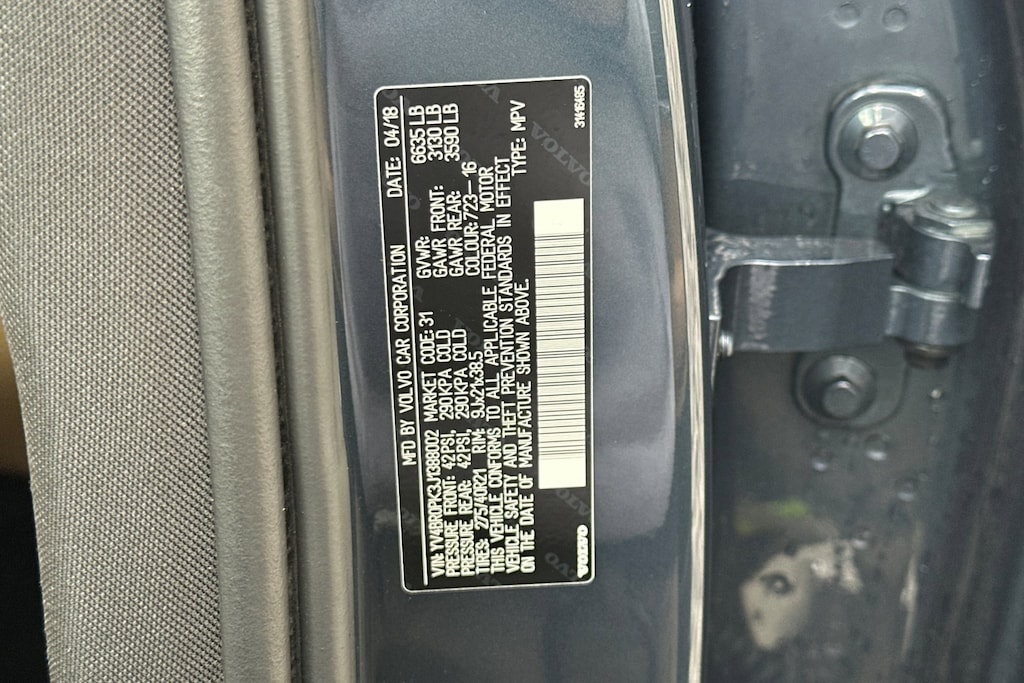 MFD BY VOLVO CAR CORPORATION DATE: 04/18
VIN: YV4BR0PK3J1388002 MARKET CODE: 31 GVWR: 6635 LB
PRESSURE FRONT: 42PSI, 290KPA COLD GAWR FRONT: 3130 LB
PRESSURE REAR: 42PSI, 290KPA COLD GAWR REAR: 3590 LB
TIRES: 275/40R21 RIM: 9Jx21x38.5 COLOUR: 723-16
THIS VEHICLE CONFORMS TO ALL APPLICABLE FEDERAL MOTOR
VEHICLE SAFETY AND THEFT PREVENTION STANDARDS IN EFFECT
ON THE DATE OF MANUFACTURE SHOWN ABOVE. TYPE: MPV
VOLVO 31416485